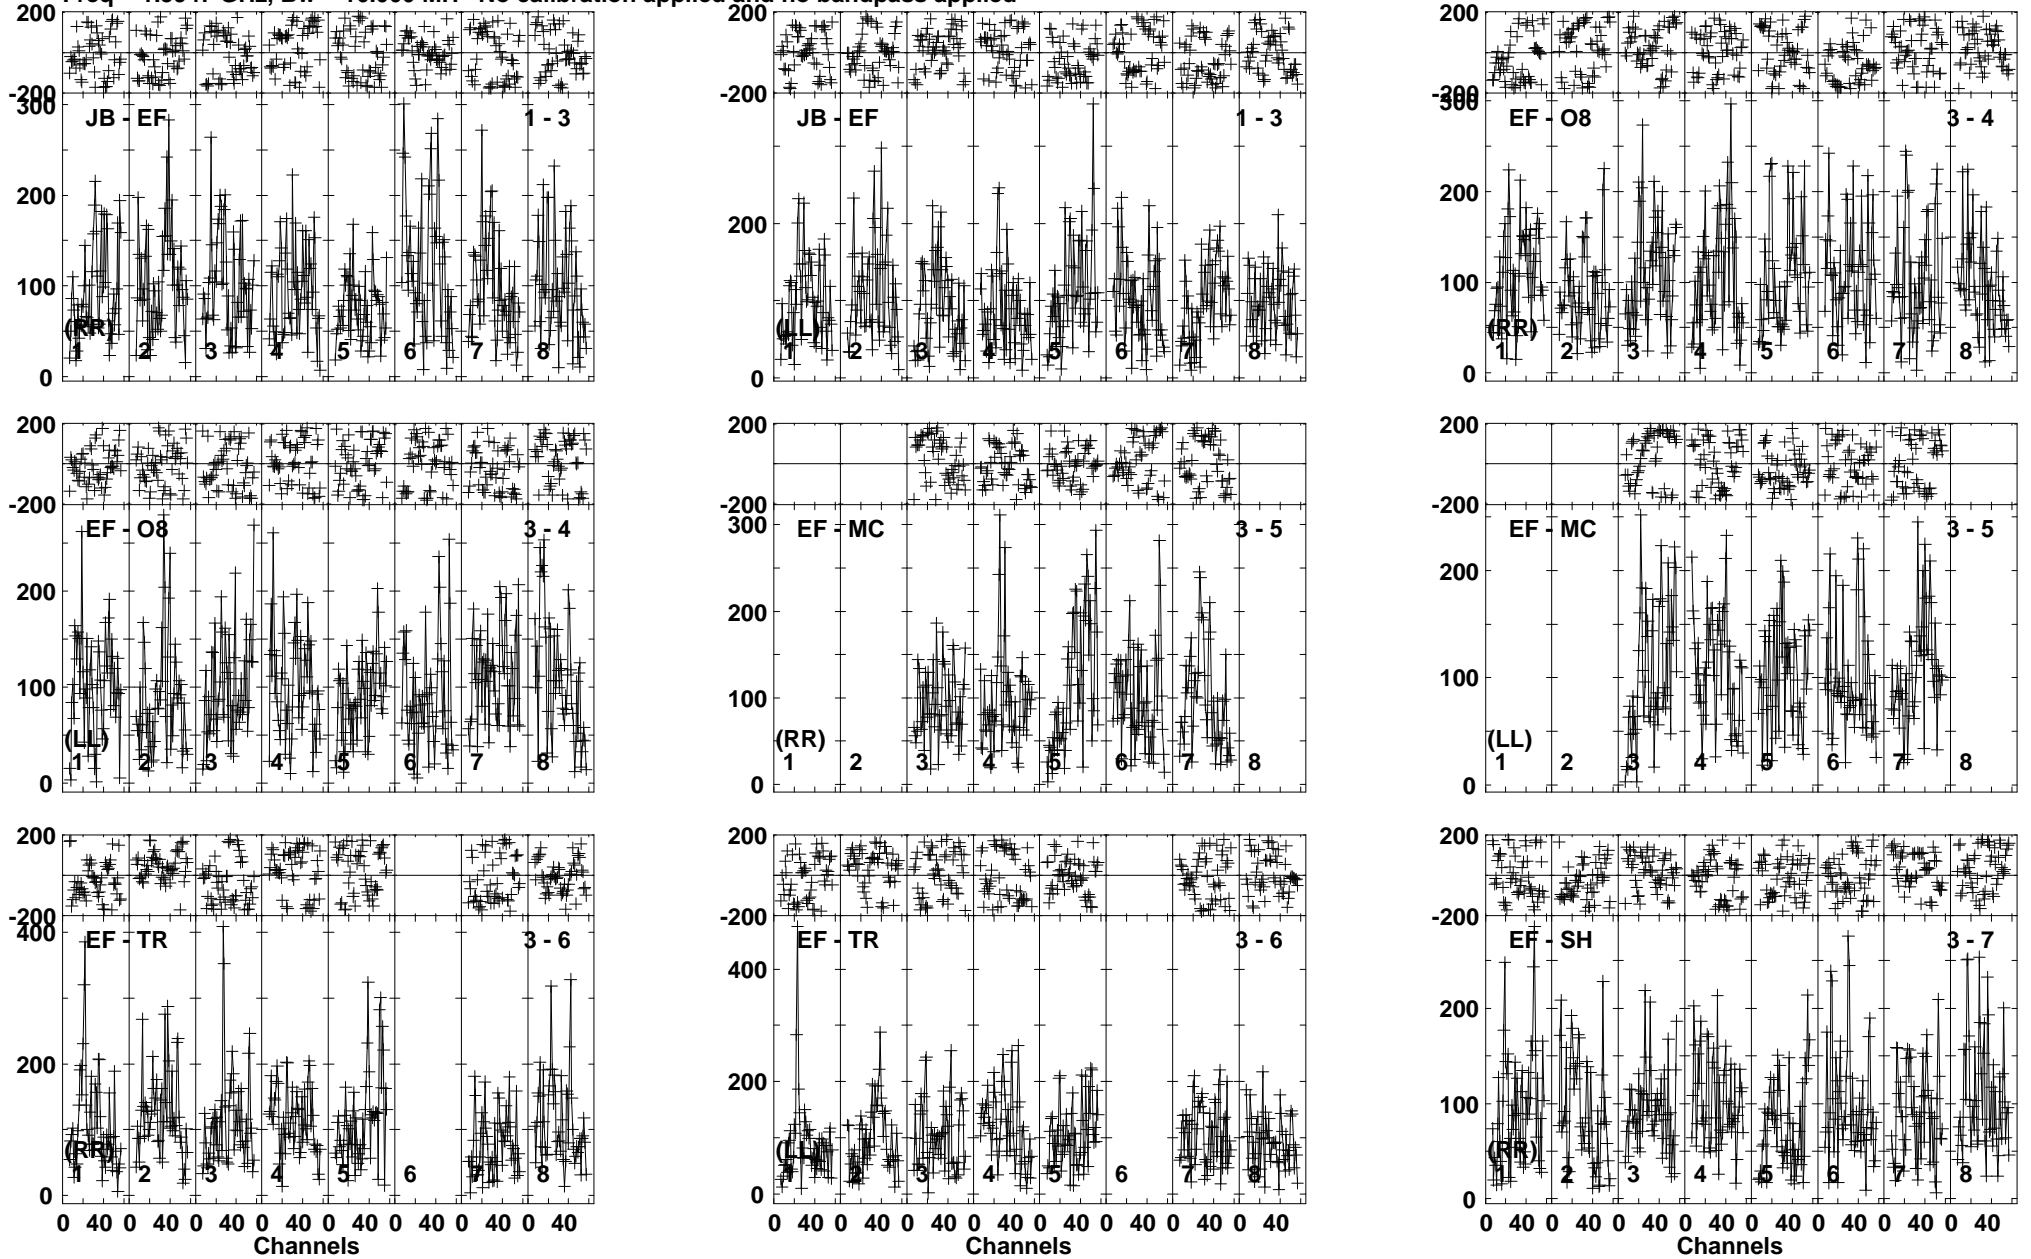 No calibration applied and no bandpass applied
200 200 200
-200 -200 -200
300 JB - EF 1 - 3 JB - EF 1 - 3 300 EF - O8 3 - 4
200 200 200
100 100
(RR) (LL) (RR)
1 2 3 4 5 6 7 8 1 2 3 4 5 6 7 8 1 2 3 4 5 6 7 8
0 0 0
200 200 200
-200 -200 -200
EF - O8 3 - 4 300 EF - MC 3 - 5 EF - MC 3 - 5
200 200 200
100 100 100
(LL) (RR) (LL)
1 2 3 4 5 6 7 8 1 2 3 4 5 6 7 8 1 2 3 4 5 6 7 8
0 0 0
200 200 200
-200 -200 -200
400 EF - TR 3 - 6 EF - TR 3 - 6 EF - SH 3 - 7
400
200 200 200
100
(RR) (LL) (RR)
1 2 3 4 5 6 7 8 1 2 3 4 5 6 7 8 1 2 3 4 5 6 7 8
0 0 0
0 40 0 40 0 40 0 40 0 40 0 40 0 40 0 40 0 40 0 40 0 40 0 40 0 40 0 40 0 40 0 40 0 40 0 40 0 40 0 40 0 40 0 40 0 40 0 40
Channels Channels Channels